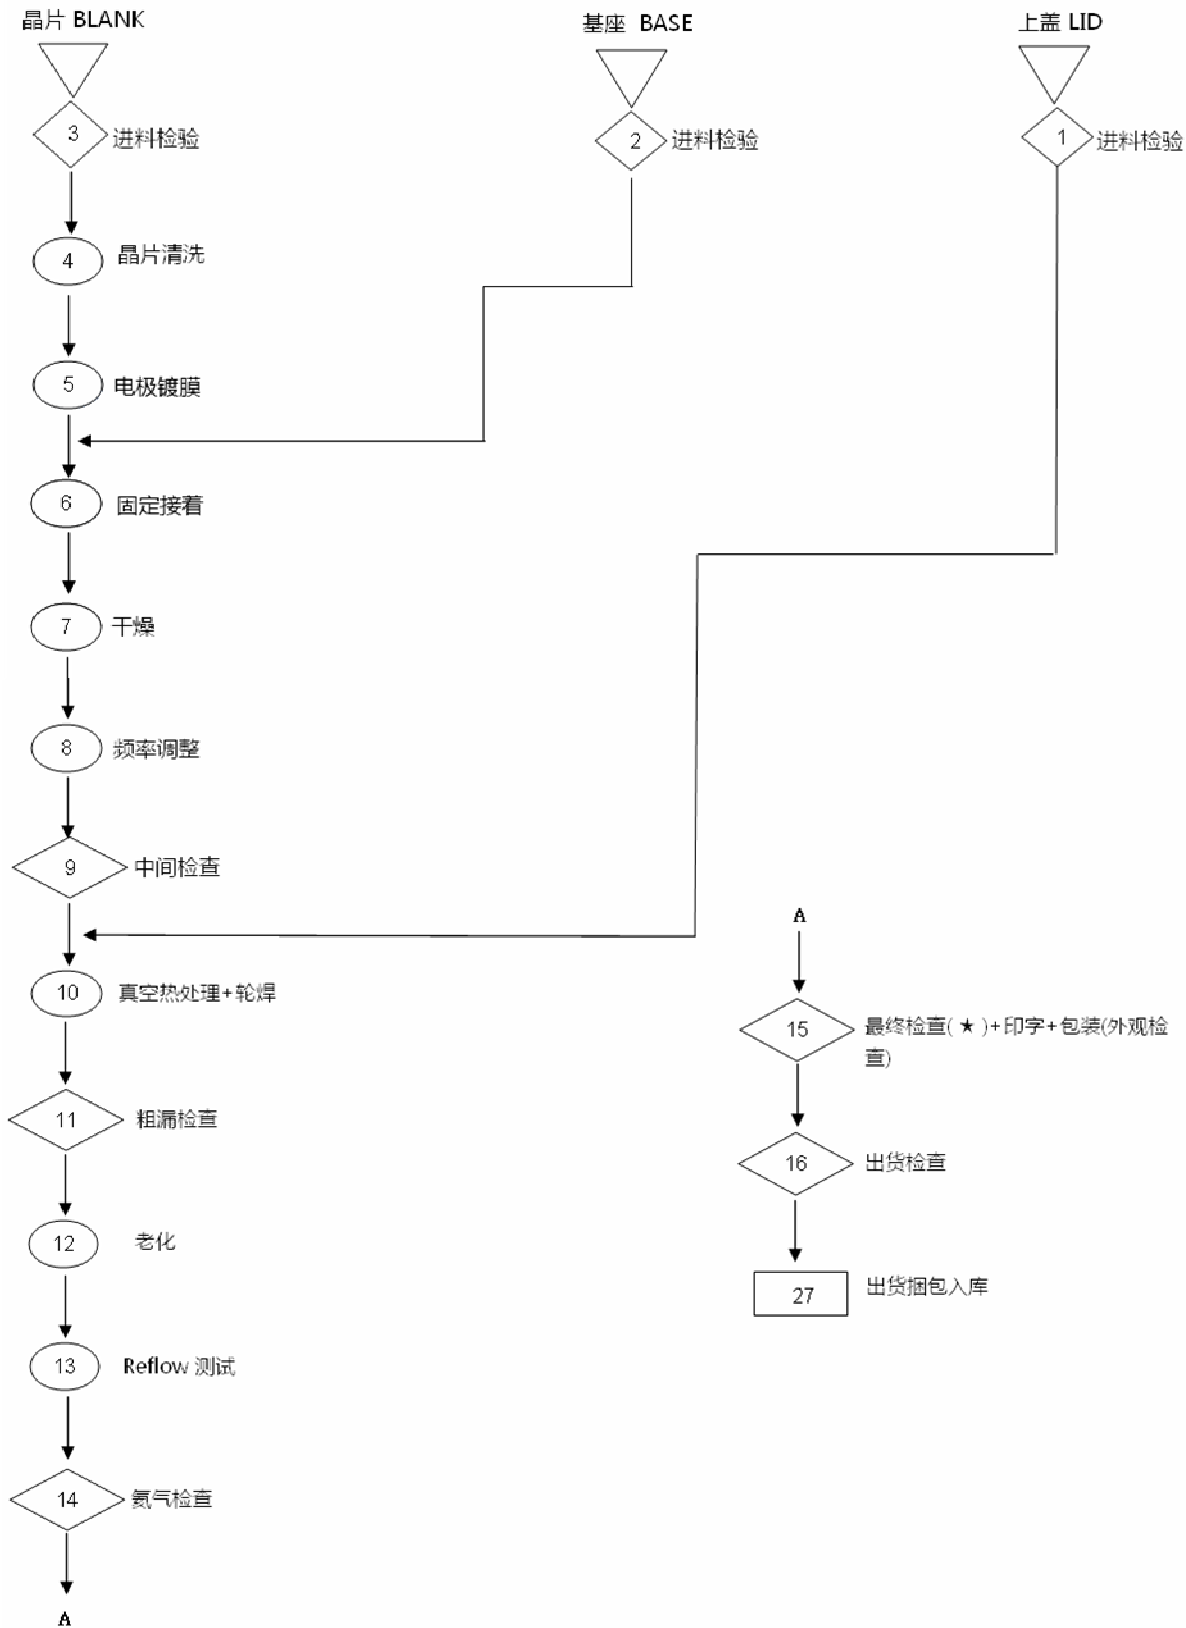 晶片 BLANK
基座 BASE
上盖 LID
3
进料检验
2
进料检验
1
进料检验
4
晶片清洗
5
电极镀膜
6
固定接着
7
干燥
8
频率调整
9
中间检查
10
真空热处理+轮焊
11
粗漏检查
12
老化
13
Reflow 测试
14
氨气检查
A
A
15
最终检查(★)+印字+包装(外观检
查)
16
出货检查
27
出货捆包入库